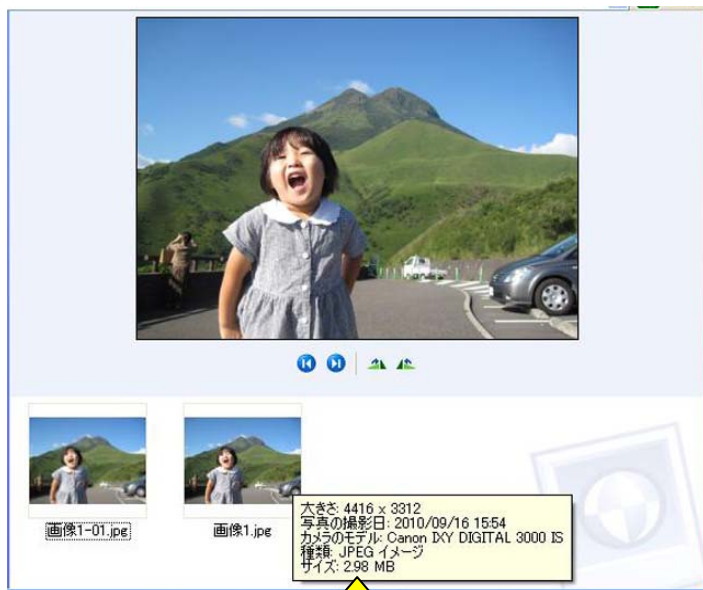 画像1-01.jpg
画像1.jpg
大きさ: 4416 x 3312
写真の撮影日: 2010/09/16 15:54
カメラのモデル: Canon IXY DIGITAL 3000 IS
種類: JPEG イメージ
サイズ: 2.98 MB